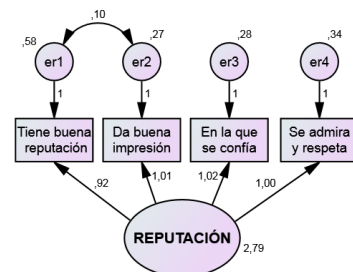 ,10
,58
,27
,28
,34
er1
er2
er3
er4
1
1
1
1
Tiene buena
reputación
Da buena
impresión
En la que
se confía
Se admira
y respeta
,92
1,01
1,02
1,00
REPUTACIÓN
2,79